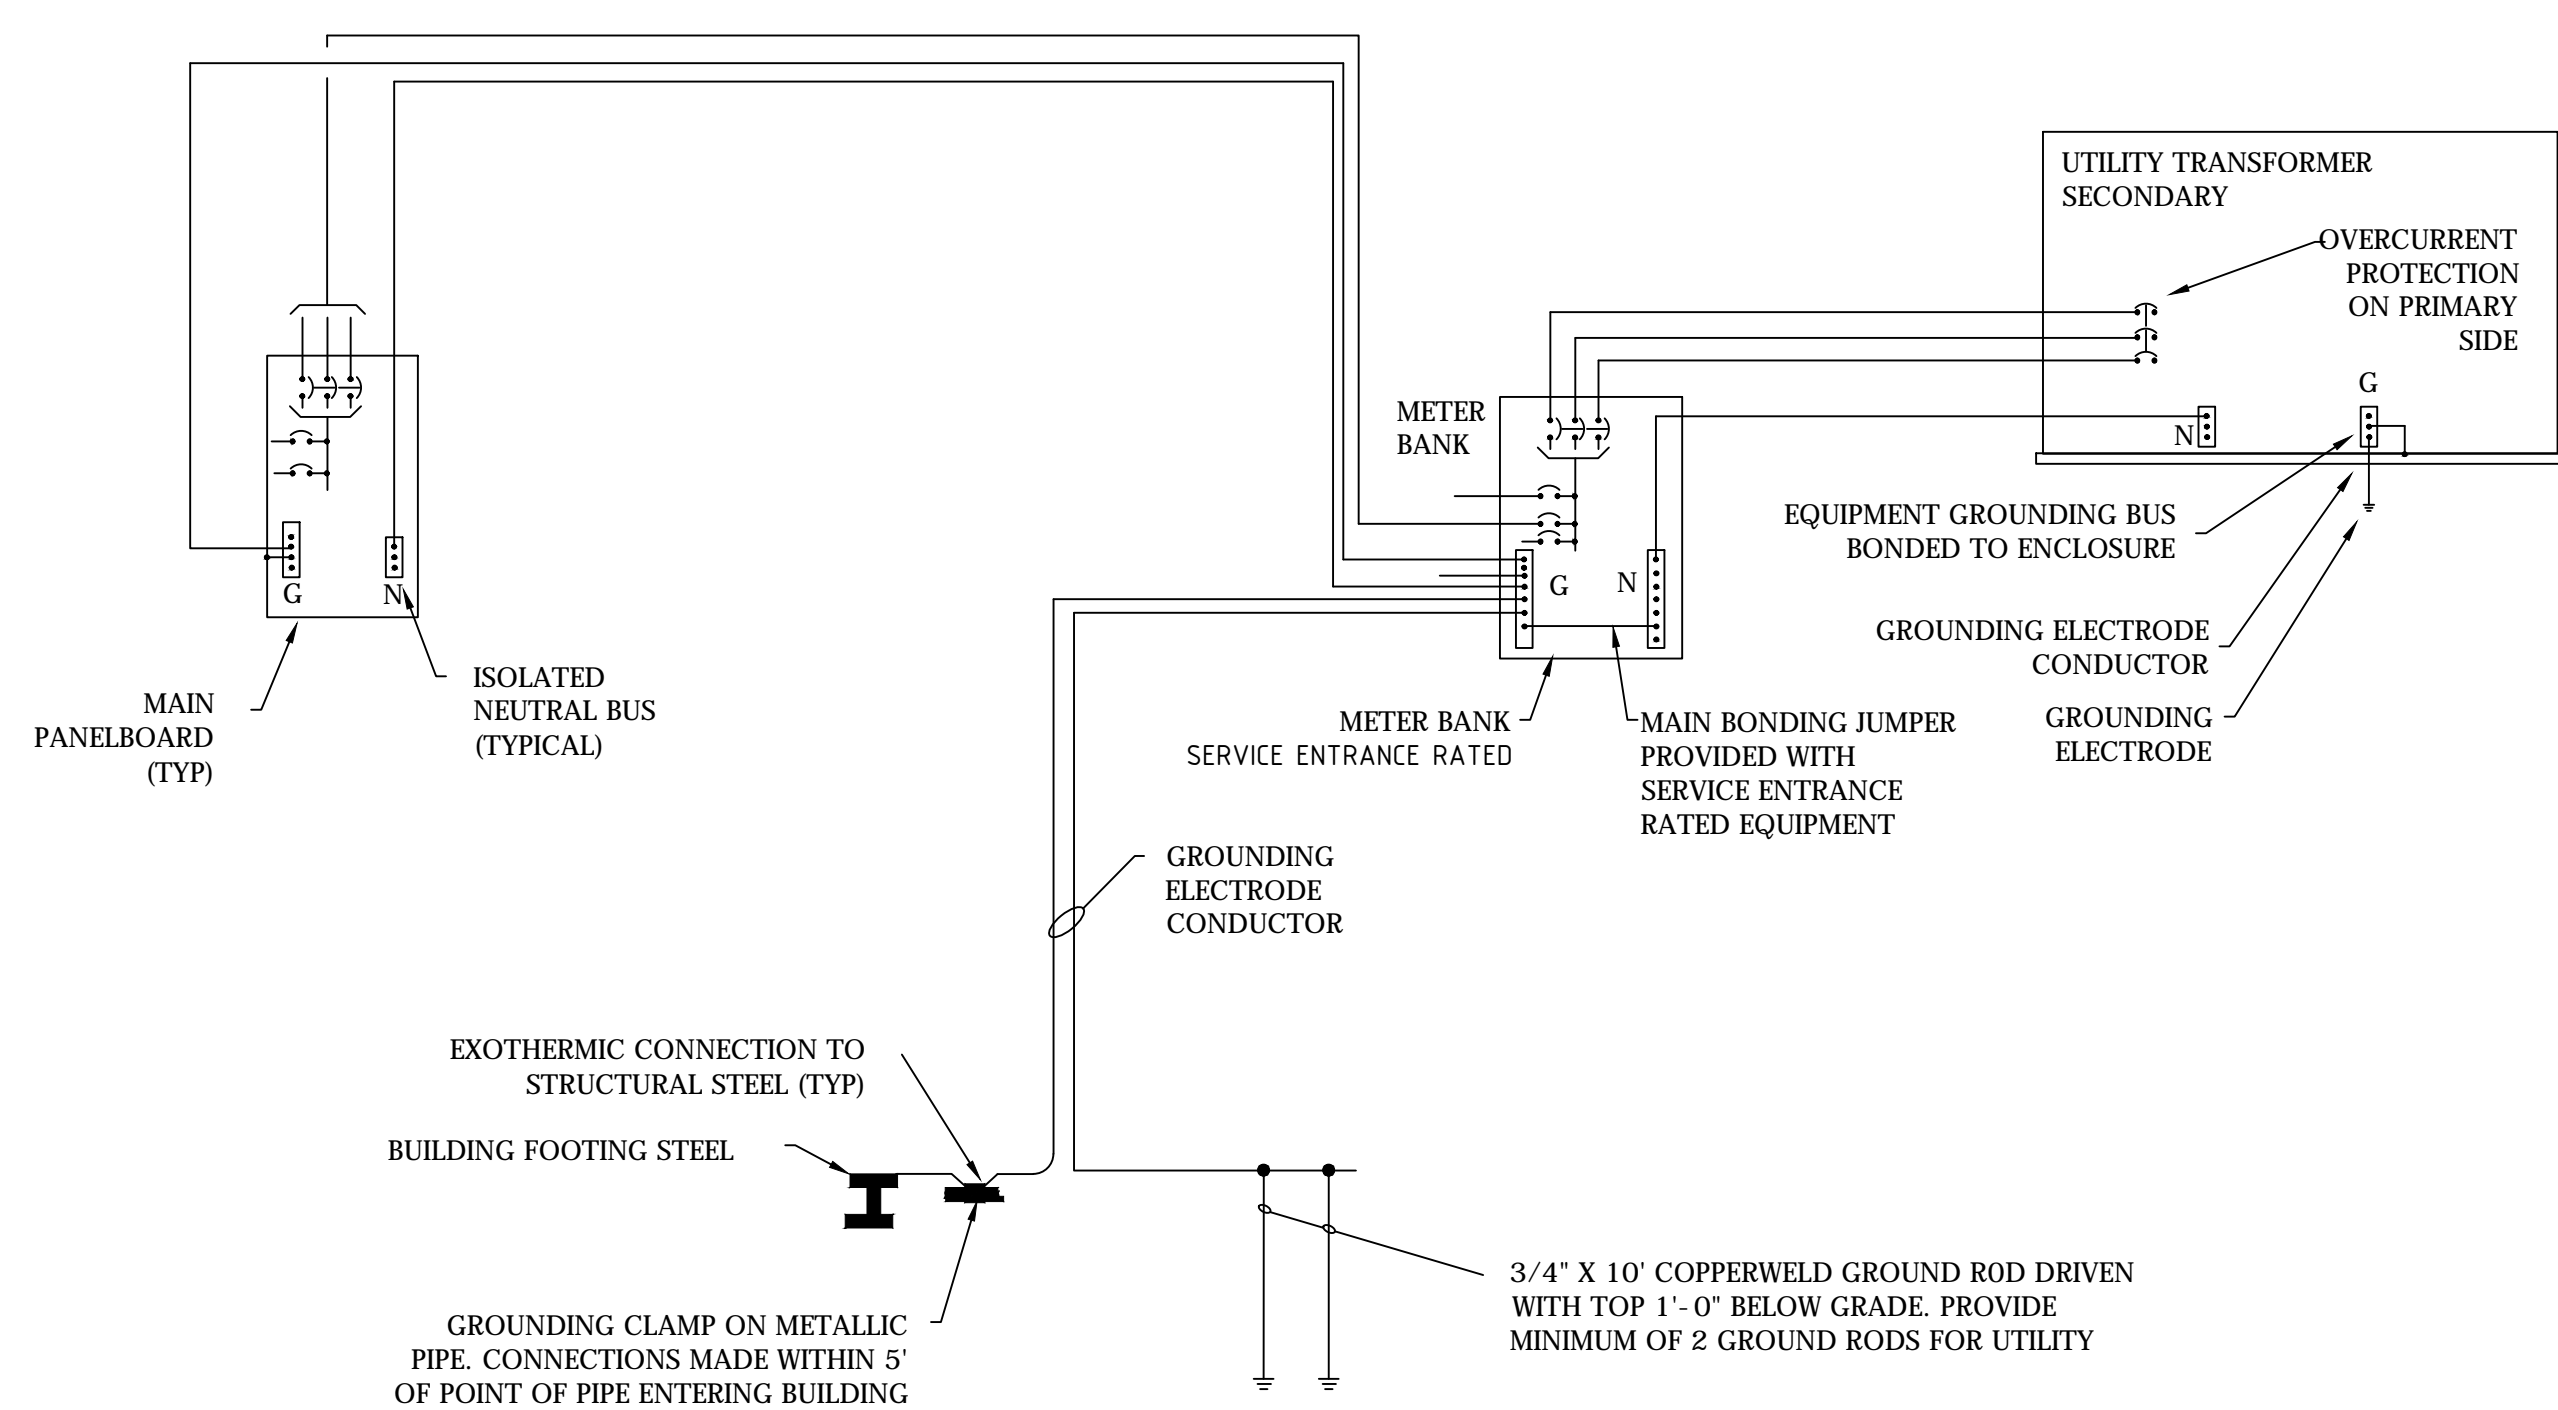 UTILITY TRANSFORMER
SECONDARY
OVERCURRENT
PROTECTION
ON PRIMARY
SIDE
G
N
METER
BANK
EQUIPMENT GROUNDING BUS
BONDED TO ENCLOSURE
G
N
G
N
GROUNDING ELECTRODE
CONDUCTOR
GROUNDING
ELECTRODE
ISOLATED
NEUTRAL BUS
(TYPICAL)
MAIN
PANELBOARD
(TYP)
METER BANK
SERVICE ENTRANCE RATED
MAIN BONDING JUMPER
PROVIDED WITH
SERVICE ENTRANCE
RATED EQUIPMENT
GROUNDING
ELECTRODE
CONDUCTOR
EXOTHERMIC CONNECTION TO
STRUCTURAL STEEL (TYP)
BUILDING FOOTING STEEL
GROUNDING CLAMP ON METALLIC
PIPE. CONNECTIONS MADE WITHIN 5'
OF POINT OF PIPE ENTERING BUILDING
3/4" X 10' COPPERWELD GROUND ROD DRIVEN
WITH TOP 1'-0" BELOW GRADE. PROVIDE
MINIMUM OF 2 GROUND RODS FOR UTILITY